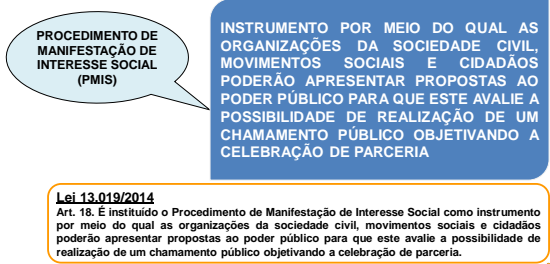 PROCEDIMENTO DE
MANIFESTAÇÃO DE
INTERESSE SOCIAL
(PMIS)
INSTRUMENTO POR MEIO DO QUAL AS
ORGANIZAÇÕES DA SOCIEDADE CIVIL,
MOVIMENTOS SOCIAIS E CIDADÃOS
PODERÃO APRESENTAR PROPOSTAS AO
PODER PÚBLICO PARA QUE ESTE AVALIE A
POSSIBILIDADE DE REALIZAÇÃO DE UM
CHAMAMENTO PÚBLICO OBJETIVANDO A
CELEBRAÇÃO DE PARCERIA
Lei 13.019/2014
Art. 18. É instituído o Procedimento de Manifestação de Interesse Social como instrumento
por meio do qual as organizações da sociedade civil, movimentos sociais e cidadãos
poderão apresentar propostas ao poder público para que este avalie a possibilidade de
realização de um chamamento público objetivando a celebração de parceria.